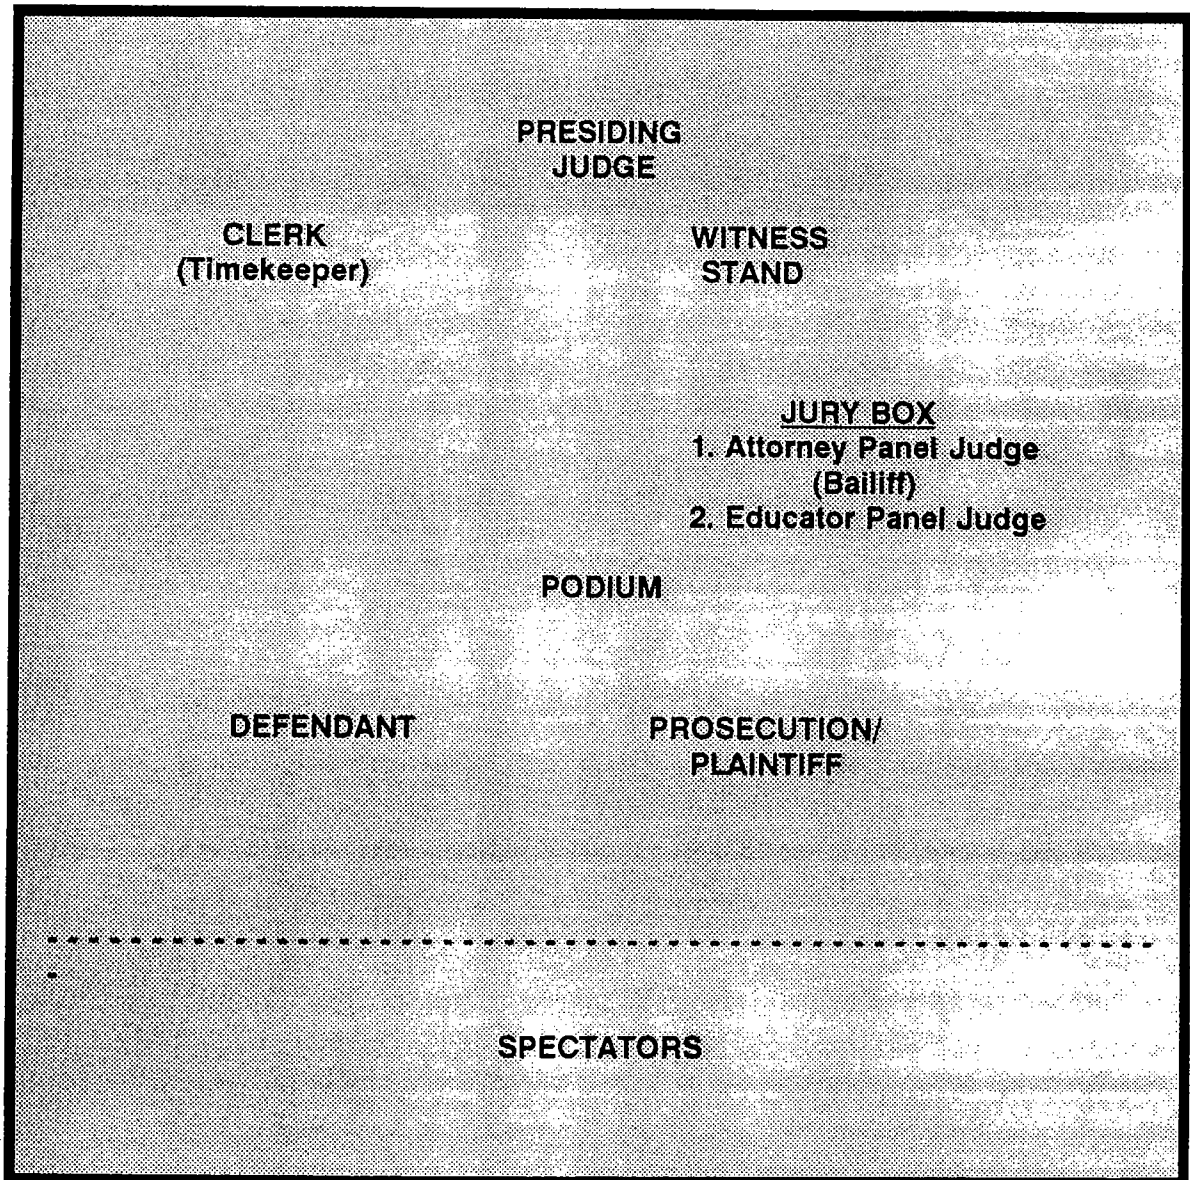 PRESIDING
JUDGE
CLERK
(Timekeeper)
WITNESS
STAND
JURY BOX
1. Attorney Panel Judge
(Bailiff)
2. Educator Panel Judge
PODIUM
DEFENDANT
PROSECUTION/
PLAINTIFF
SPECTATORS